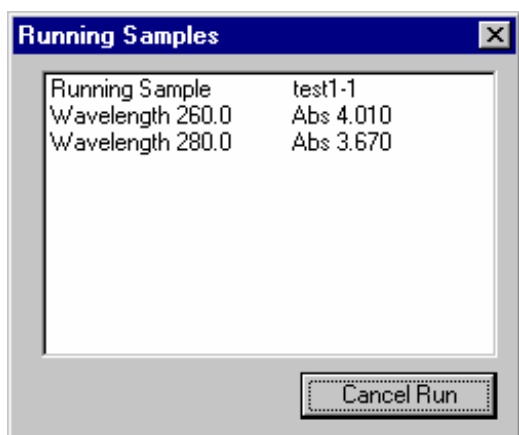 Running Samples
Running Sample test1-1
Wavelength 260.0 Abs 4.010
Wavelength 280.0 Abs 3.670
Cancel Run